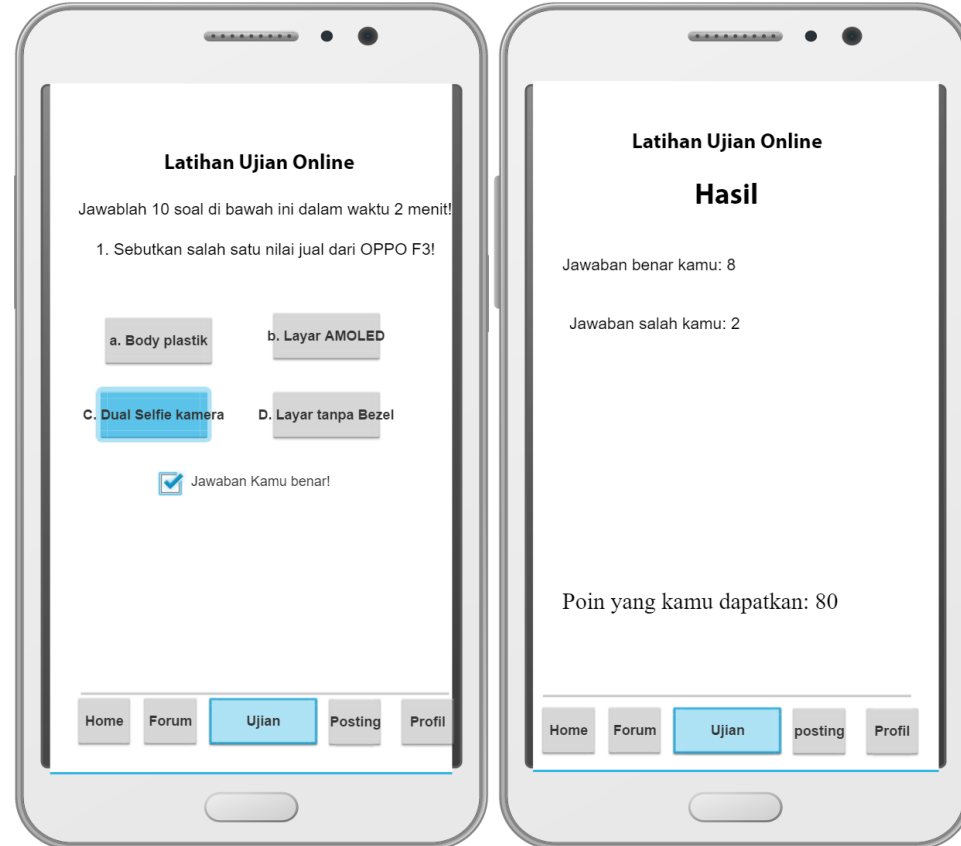 Latihan Ujian Online
Jawablah 10 soal di bawah ini dalam waktu 2 menit!
1. Sebutkan salah satu nilai jual dari OPPO F3!
a. Body plastik
b. Layar AMOLED
C. Dual Selfie kamera
D. Layar tanpa Bezel
Jawaban Kamu benar!
Home
Forum
Ujian
Posting
Profil
Latihan Ujian Online
Hasil
Jawaban benar kamu: 8
Jawaban salah kamu: 2
Poin yang kamu dapatkan: 80
Home
Forum
Ujian
posting
Profil